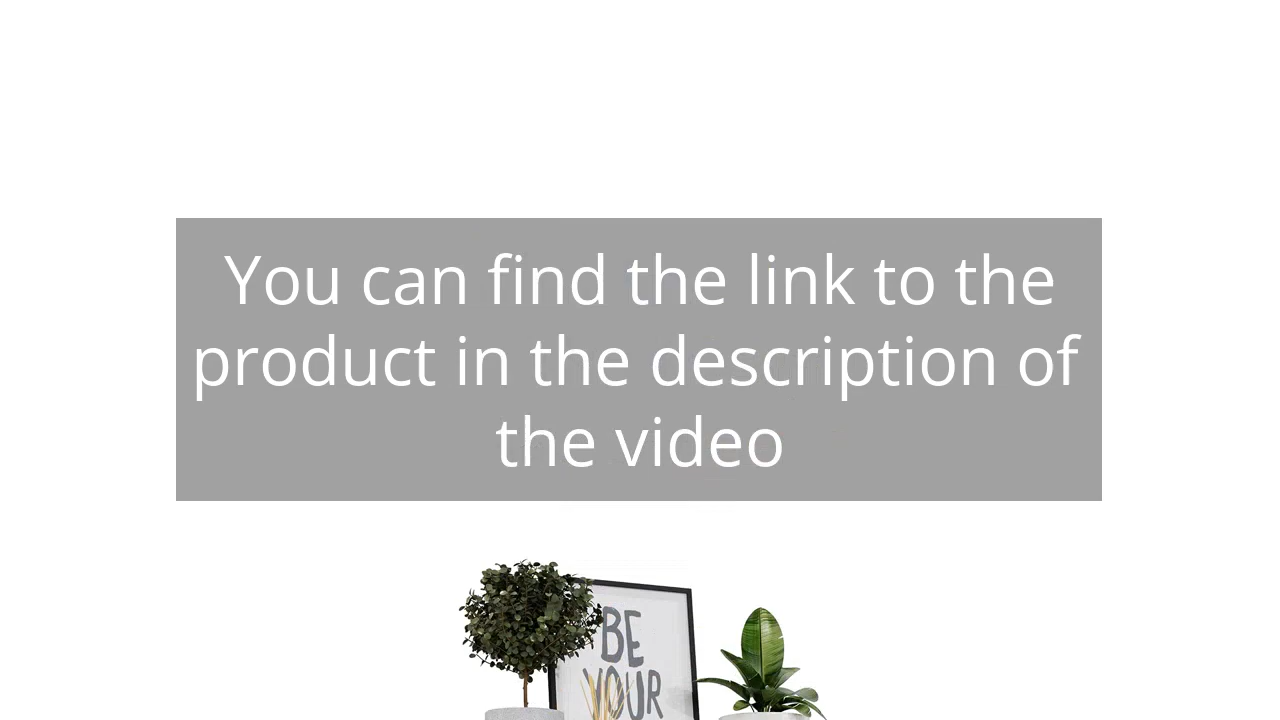 You can find the link to the
product in the description of
the video
BE
YOUR